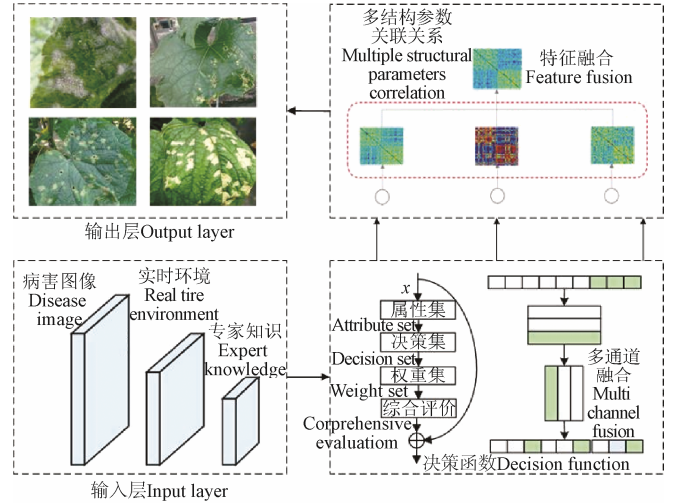 多结构参数
关联关系
Multiple structural
parameters
correlation
特征融合
Feature fusion
输出层Output layer
病害图像
Disease
image
实时环境
Real tire
environment
专家知识
Expert
knowledge
输入层Input layer
x
属性集
Attribute set
决策集
Decision set
权重集
Weight set
综合评价
Corprehensive
evaluatiom
多通道
融合
Multi
channel
fusion
决策函数Decision function